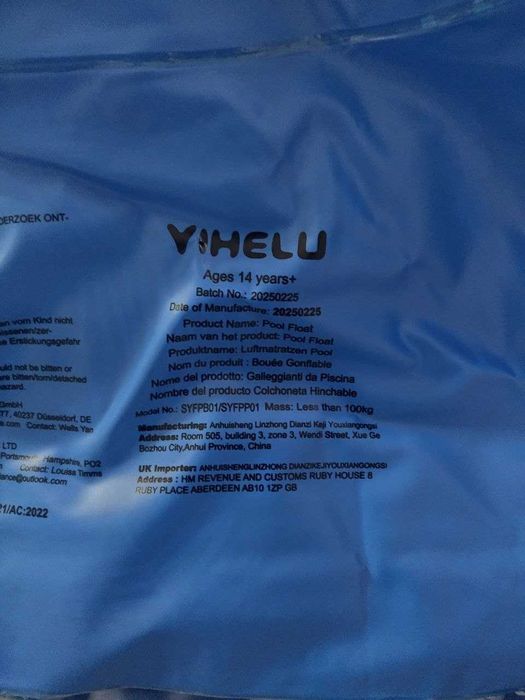 DERZOEK ONT-
YIHELU
Ages 14 years+
Batch No.: 20250225
Date of Manufacture: 20250225
Product Name: Pool Float
Naam van het product: Pool Float
Produktname: Luftmatratzen Pool
Nom du produit : Bouée Gonflable
Nome del prodotto: Galleggianti da Piscina
Nombre del producto Colchoneta Hinchable
Model No.: SYFPB01/SYFPP01 Mass: Less than 100kg
Manufacturing: Anhuisheng Linzhong Dianzi Keji Youxiangongsi
Address: Room 505, building 3, zone 3, Wendi Street, Xue Ge
Bozhou City,Anhui Province, China
UK Importer: ANHUISHENGLINZHONG DIANZIKEJIYOUXIANGONGSI
Address : HM REVENUE AND CUSTOMS RUBY HOUSE 8
RUBY PLACE ABERDEEN AB10 1ZP GB
en vom Kind nicht
issenen/zer-
e Erstickungsgefahr
uld not be bitten or
re bitten/torn/detached
azard.
GmbH
77, 40237 Düsseldorf, DE
s.com Contact: Wells Yan
LTD
Portsmouth Hampshire, PO2
Contact: Louisa Timms
iance@outlook.com
21/AC:2022